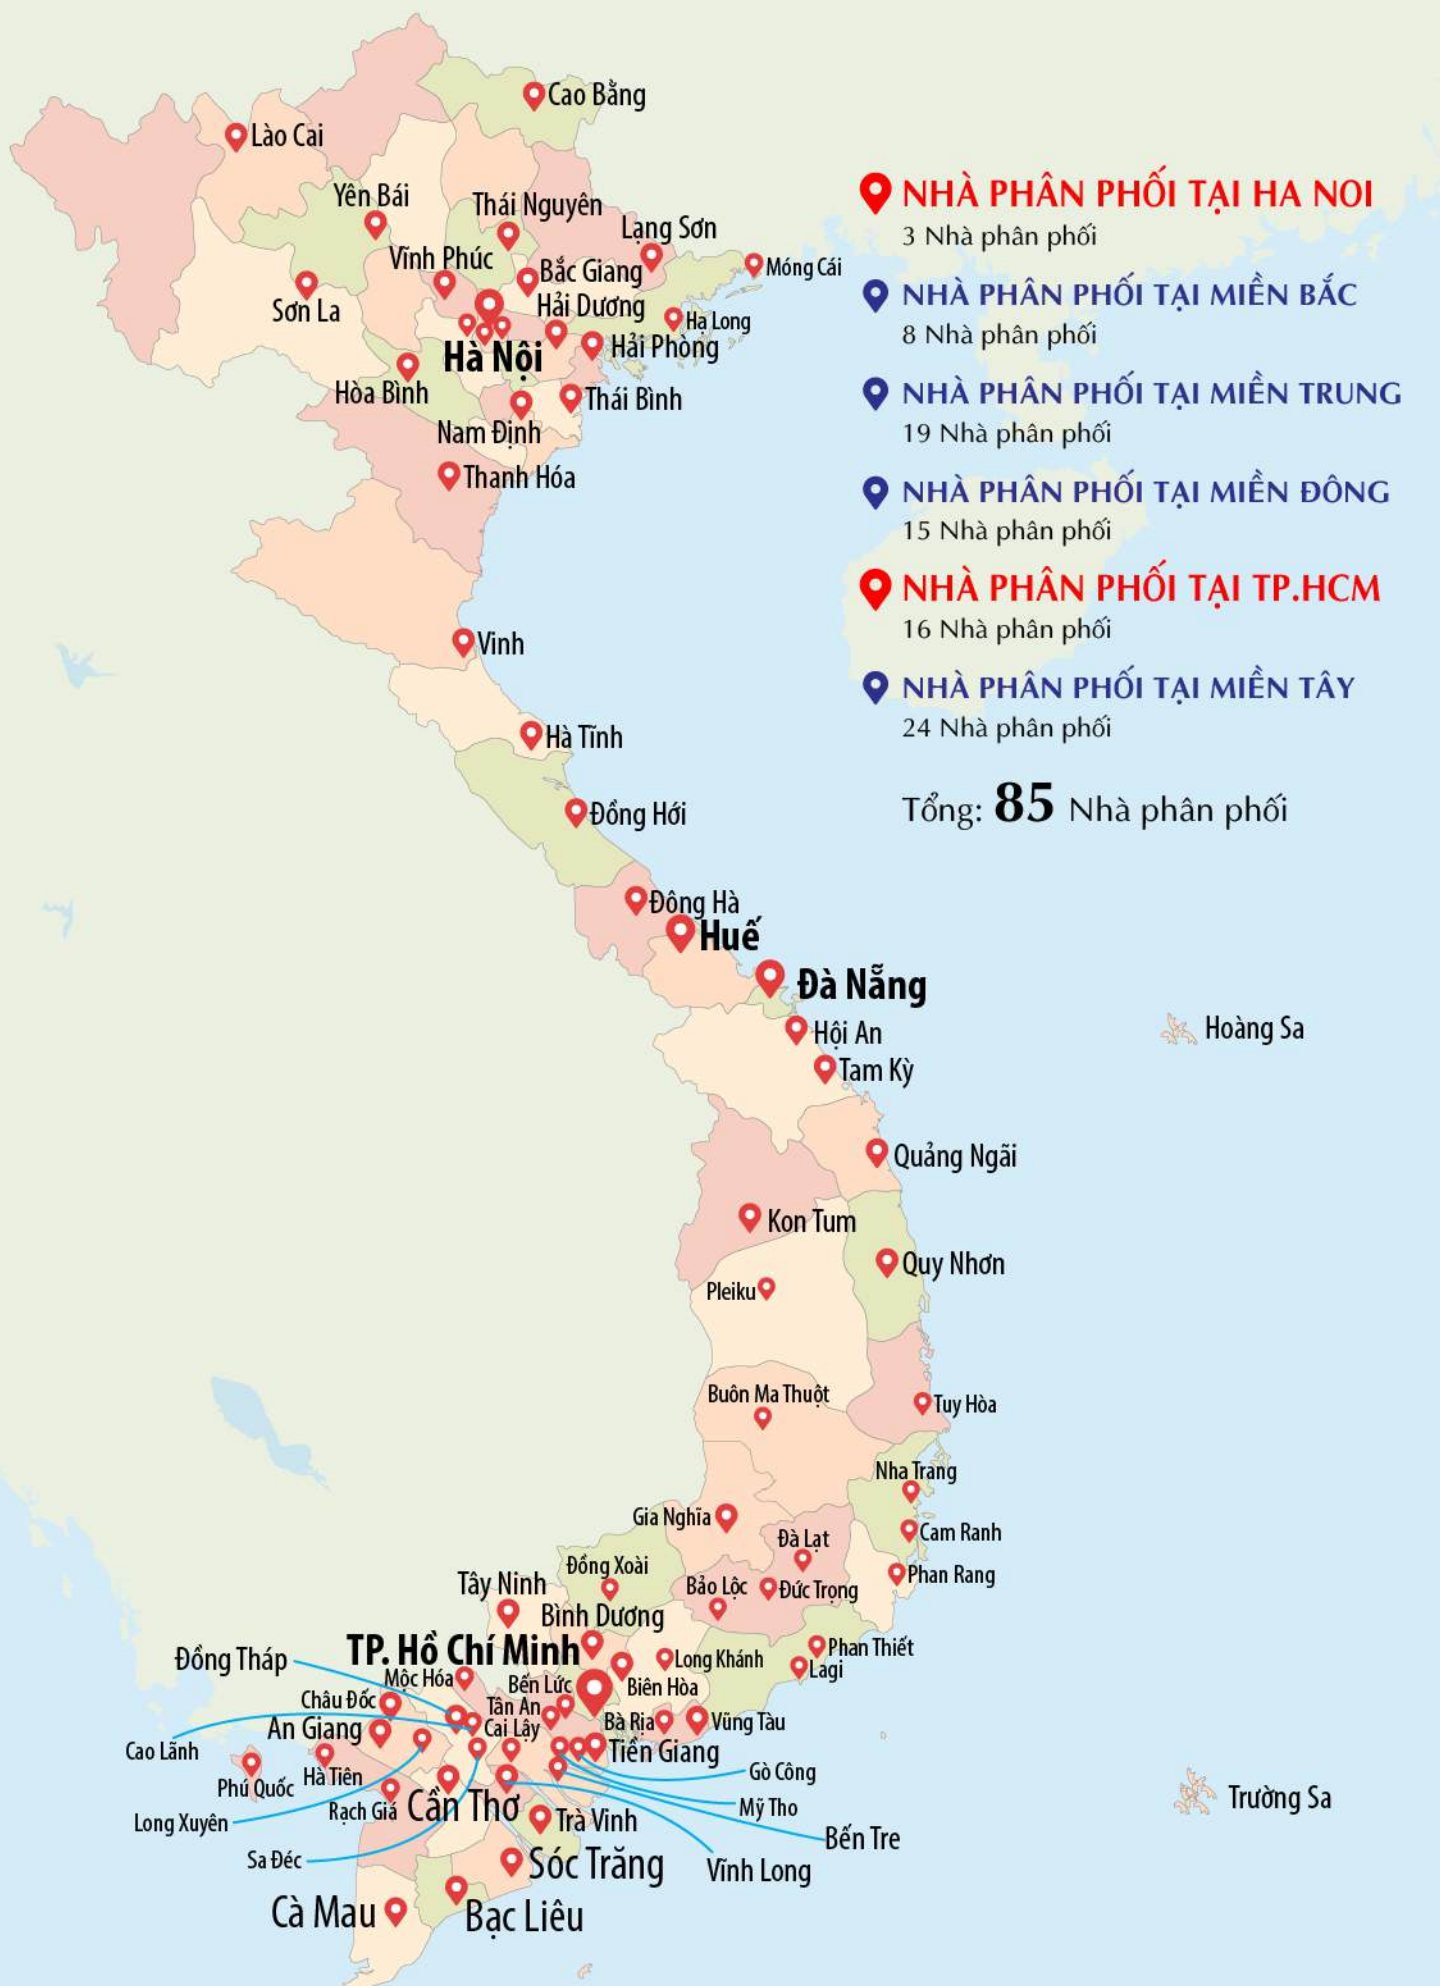 Cao Bằng
Lào Cai
Yên Bái
Thái Nguyên
Lạng Sơn
Vĩnh Phúc
Bắc Giang
Móng Cái
Sơn La
Hải Dương
Hạ Long
Hà Nội
Hải Phòng
Hòa Bình
Thái Bình
Nam Định
Thanh Hóa
Vinh
Hà Tĩnh
Đồng Hới
Đông Hà
Huế
Đà Nẵng
Hội An
Tam Kỳ
Hoàng Sa
Quảng Ngãi
Kon Tum
Quy Nhơn
Pleiku
Buôn Ma Thuột
Tuy Hòa
Nha Trang
Gia Nghĩa
Cam Ranh
Đà Lạt
Đồng Xoài
Phan Rang
Tây Ninh
Bảo Lộc
Đức Trọng
Bình Dương
TP. Hồ Chí Minh
Phan Thiết
Đồng Tháp
Long Khánh
Lagi
Mộc Hóa
Bến Lức
Biên Hòa
Châu Đốc
Tân An
An Giang
Cai Lậy
Bà Rịa
Vũng Tàu
Cao Lãnh
Tiền Giang
Hà Tiên
Gò Công
Phú Quốc
Rạch Giá
Cần Thơ
Mỹ Tho
Trường Sa
Long Xuyên
Trà Vinh
Bến Tre
Sa Đéc
Sóc Trăng
Vĩnh Long
Cà Mau
Bạc Liêu
NHÀ PHÂN PHỐI TẠI HA NOI
3 Nhà phân phối
NHÀ PHÂN PHỐI TẠI MIỀN BẮC
8 Nhà phân phối
NHÀ PHÂN PHỐI TẠI MIỀN TRUNG
19 Nhà phân phối
NHÀ PHÂN PHỐI TẠI MIỀN ĐÔNG
15 Nhà phân phối
NHÀ PHÂN PHỐI TẠI TP.HCM
16 Nhà phân phối
NHÀ PHÂN PHỐI TẠI MIỀN TÂY
24 Nhà phân phối
Tổng: 85 Nhà phân phối